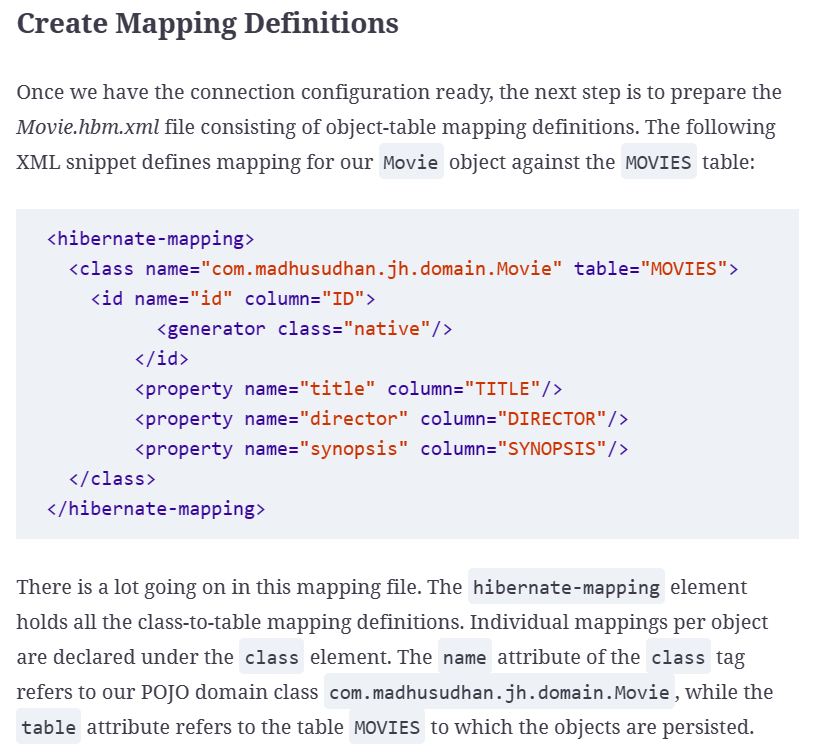 Create Mapping Definitions
Once we have the connection configuration ready, the next step is to prepare the
Movie.hbm.xml file consisting of object-table mapping definitions. The following
XML snippet defines mapping for our Movie object against the MOVIES table:
<hibernate-mapping>
  <class name="com.madhusudhan.jh.domain.Movie" table="MOVIES">
    <id name="id" column="ID">
          <generator class="native"/>
        </id>
        <property name="title" column="TITLE"/>
        <property name="director" column="DIRECTOR"/>
        <property name="synopsis" column="SYNOPSIS"/>
  </class>
</hibernate-mapping>
There is a lot going on in this mapping file. The hibernate-mapping element
holds all the class-to-table mapping definitions. Individual mappings per object
are declared under the class element. The name attribute of the class tag
refers to our POJO domain class com.madhusudhan.jh.domain.Movie, while the
table attribute refers to the table MOVIES to which the objects are persisted.